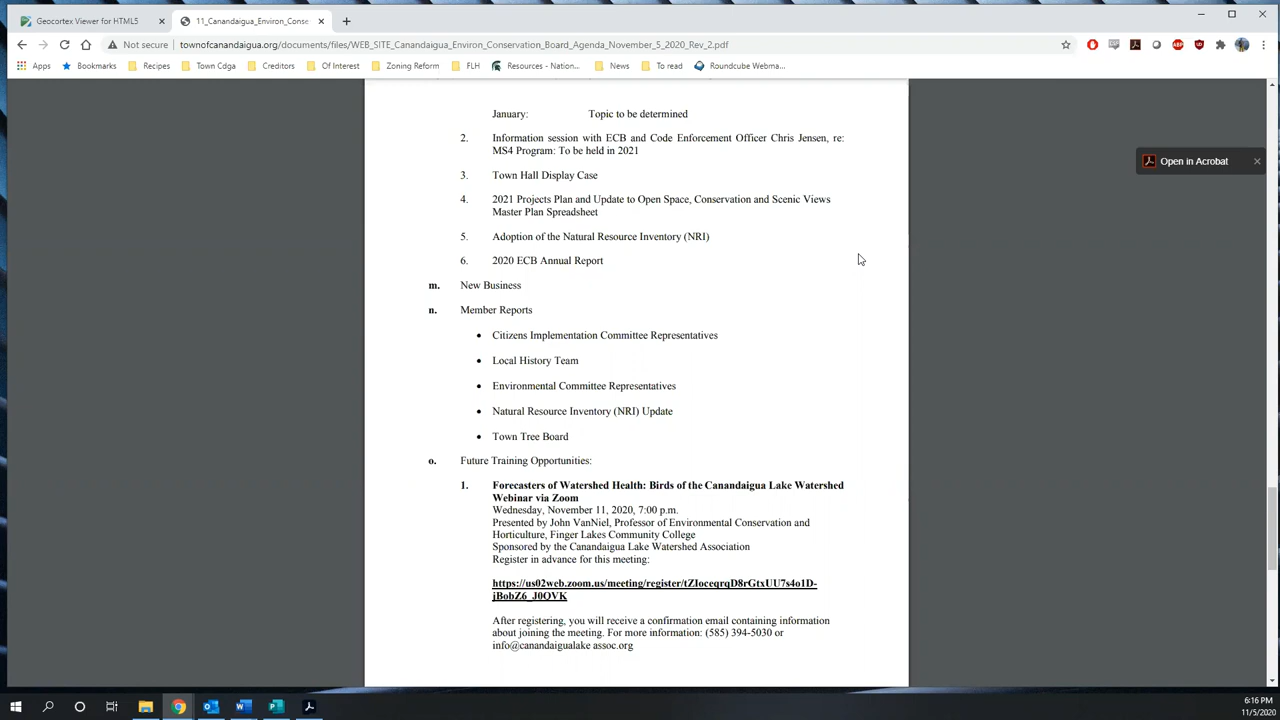 Geocortex Viewer for HTML5
11_Canandaigua_Environ_Conse
Not secure
townofcanandaigua.org/documents/files/WEB_SITE_Canandaigua_Environ_Conservation_Board_Agenda_November_5_2020_Rev_2.pdf
Apps
Bookmarks
Recipes
Town Cdga
Creditors
Of Interest
Zoning Reform
FLH
Resources - Nation...
News
To read
Roundcube Webma...
January: Topic to be determined
2. Information session with ECB and Code Enforcement Officer Chris Jensen, re:
MS4 Program: To be held in 2021
Open in Acrobat
3. Town Hall Display Case
4. 2021 Projects Plan and Update to Open Space, Conservation and Scenic Views
Master Plan Spreadsheet
5. Adoption of the Natural Resource Inventory (NRI)
6. 2020 ECB Annual Report
m. New Business
n. Member Reports
• Citizens Implementation Committee Representatives
• Local History Team
• Environmental Committee Representatives
• Natural Resource Inventory (NRI) Update
• Town Tree Board
o. Future Training Opportunities:
1. Forecasters of Watershed Health: Birds of the Canandaigua Lake Watershed
Webinar via Zoom
Wednesday, November 11, 2020, 7:00 p.m.
Presented by John VanNiel, Professor of Environmental Conservation and
Horticulture, Finger Lakes Community College
Sponsored by the Canandaigua Lake Watershed Association
Register in advance for this meeting:
https://us02web.zoom.us/meeting/register/tZIoceqrqD8rGtxUU7s4o1D-
jBobZ6_J0QVK
After registering, you will receive a confirmation email containing information
about joining the meeting. For more information: (585) 394-5030 or
info@canandaigualake assoc.org
6:16 PM
11/5/2020